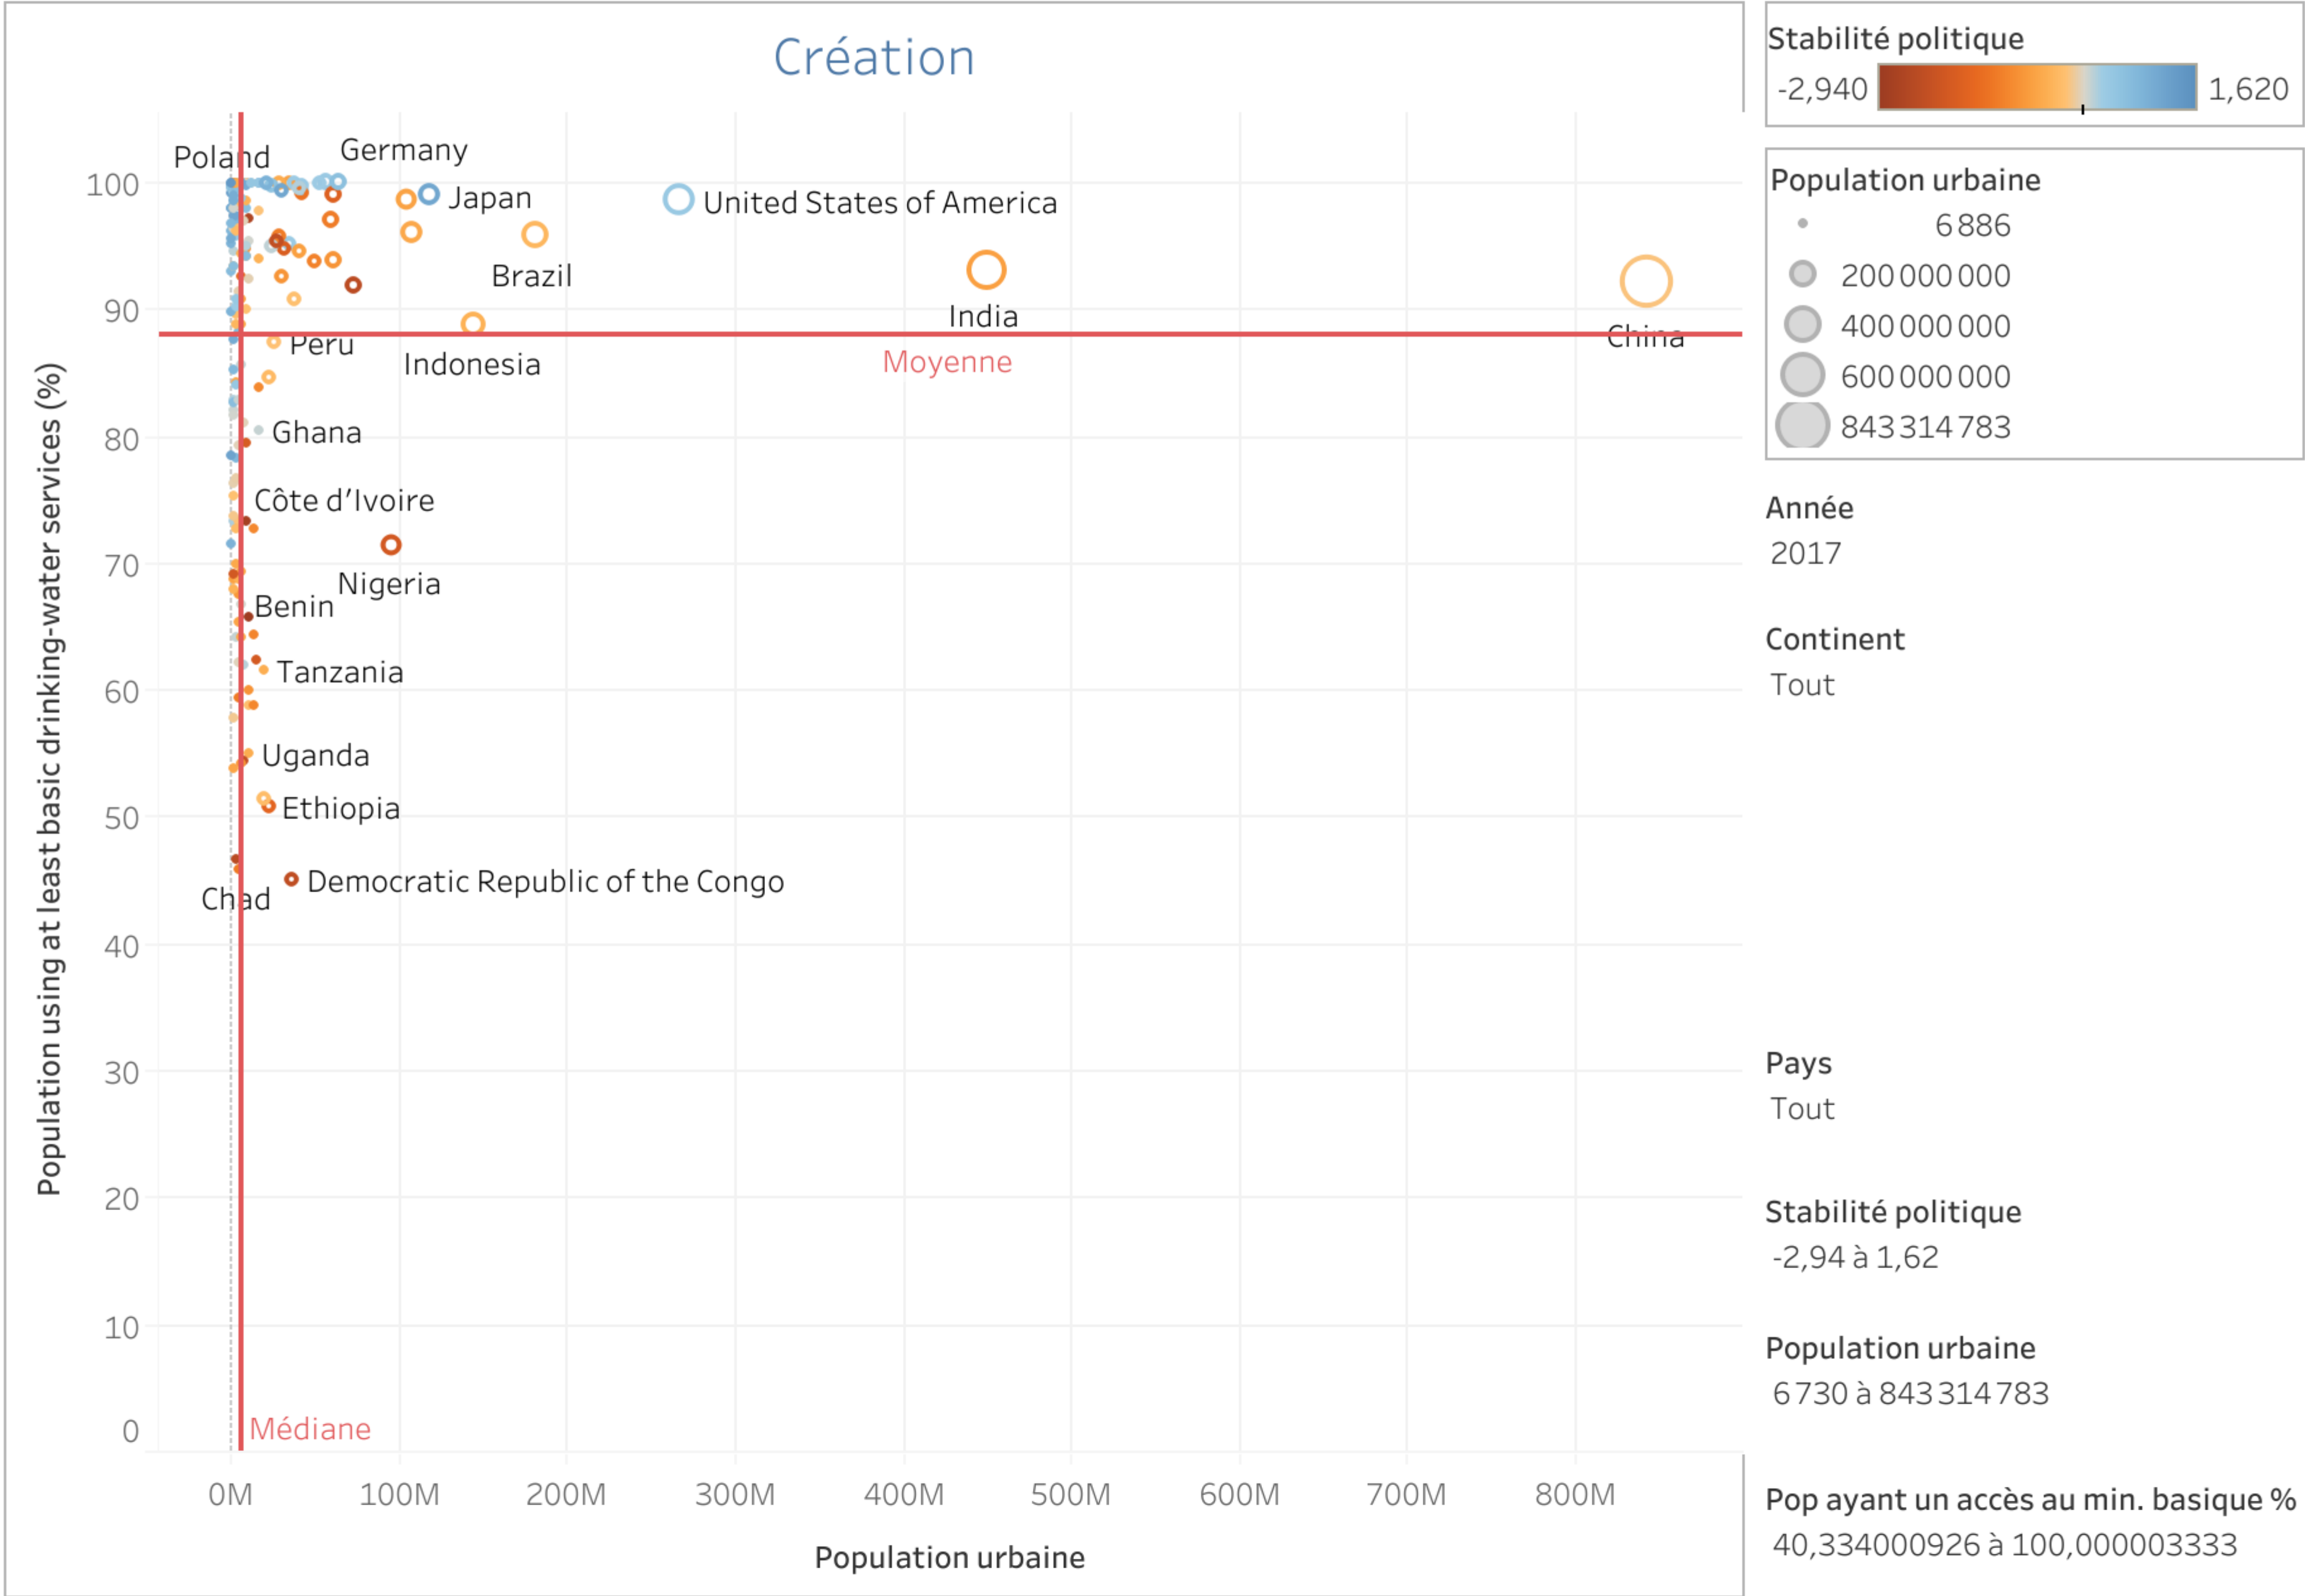 Création
Population using at least basic drinking-water services (%)
100
90
80
70
60
50
40
30
20
10
0
Poland
Germany
Japan
United States of America
Brazil
India
China
Peru
Indonesia
Moyenne
Ghana
Côte d'Ivoire
Nigeria
Benin
Tanzania
Uganda
Ethiopia
Democratic Republic of the Congo
Chad
Médiane
0M
100M
200M
300M
400M
500M
600M
700M
800M
Population urbaine
Stabilité politique
-2,940
1,620
Population urbaine
6 886
200 000 000
400 000 000
600 000 000
843 314 783
Année
2017
Continent
Tout
Pays
Tout
Stabilité politique
-2,94 à 1,62
Population urbaine
6 730 à 843 314 783
Pop ayant un accès au min. basique %
40,334000926 à 100,000003333